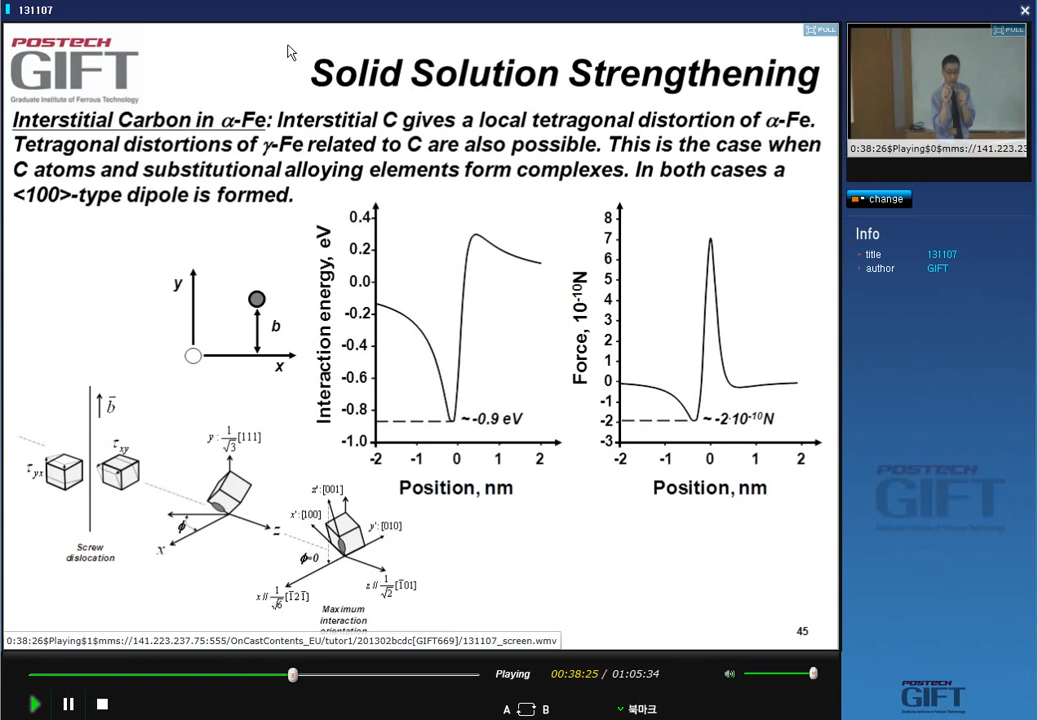 131107
POSTECH
GIFT
Graduate Institute of Ferrous Technology
FULL
Solid Solution Strengthening
Interstitial Carbon in α-Fe: Interstitial C gives a local tetragonal distortion of α-Fe.
Tetragonal distortions of γ-Fe related to C are also possible. This is the case when
C atoms and substitutional alloying elements form complexes. In both cases a
<100>-type dipole is formed.
y
b
x
Interaction energy, eV
0.4
0.2
0.0
-0.2
-0.4
-0.6
-0.8
-1.0
~-0.9 eV
-2 -1 0 1 2
Position, nm
Force, 10⁻¹⁰N
8
7
6
5
4
3
2
1
0
-1
-2
-3
~-2·10⁻¹⁰N
-2 -1 0 1 2
Position, nm
b⃗
τyx
τxy
Screw
dislocation
y: 1/√3 [111]
ϕ
x
z
z':[001]
x':[100]
y':[010]
ϕ=0
x // 1/√6 [1̄21̄]
z // 1/√2 [1̄01]
Maximum
interaction
orientation
45
0:38:26$Playing$1$mms://141.223.237.75:555/OnCastContents_EU/tutor1/201302bcdc[GIFT669]/131107_screen.wmv
Playing
00:38:25 / 01:05:34
A B
북마크
FULL
0:38:26$Playing$0$mms://141.223.23
change
Info
title 131107
author GIFT
POSTECH
GIFT
POSTECH
GIFT